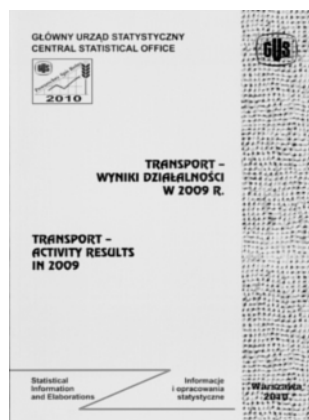 GŁÓWNY URZĄD STATYSTYCZNY
CENTRAL STATISTICAL OFFICE
GUS
2010
TRANSPORT –
WYNIKI DZIAŁALNOŚCI
W 2009 R.
TRANSPORT –
ACTIVITY RESULTS
IN 2009
Statistical
Information
and Elaborations
Informacje
i opracowania
statystyczne
Warszawa
2010